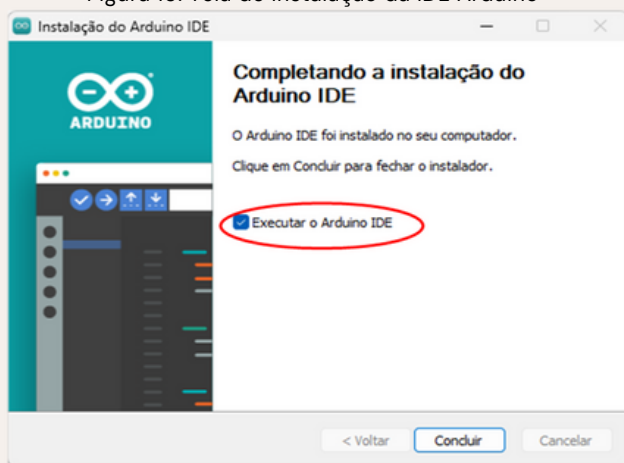 Instalação do Arduino IDE
ARDUINO
Completando a instalação do
Arduino IDE
O Arduino IDE foi instalado no seu computador.
Clique em Concluir para fechar o instalador.
Executar o Arduino IDE
< Voltar
Concluir
Cancelar